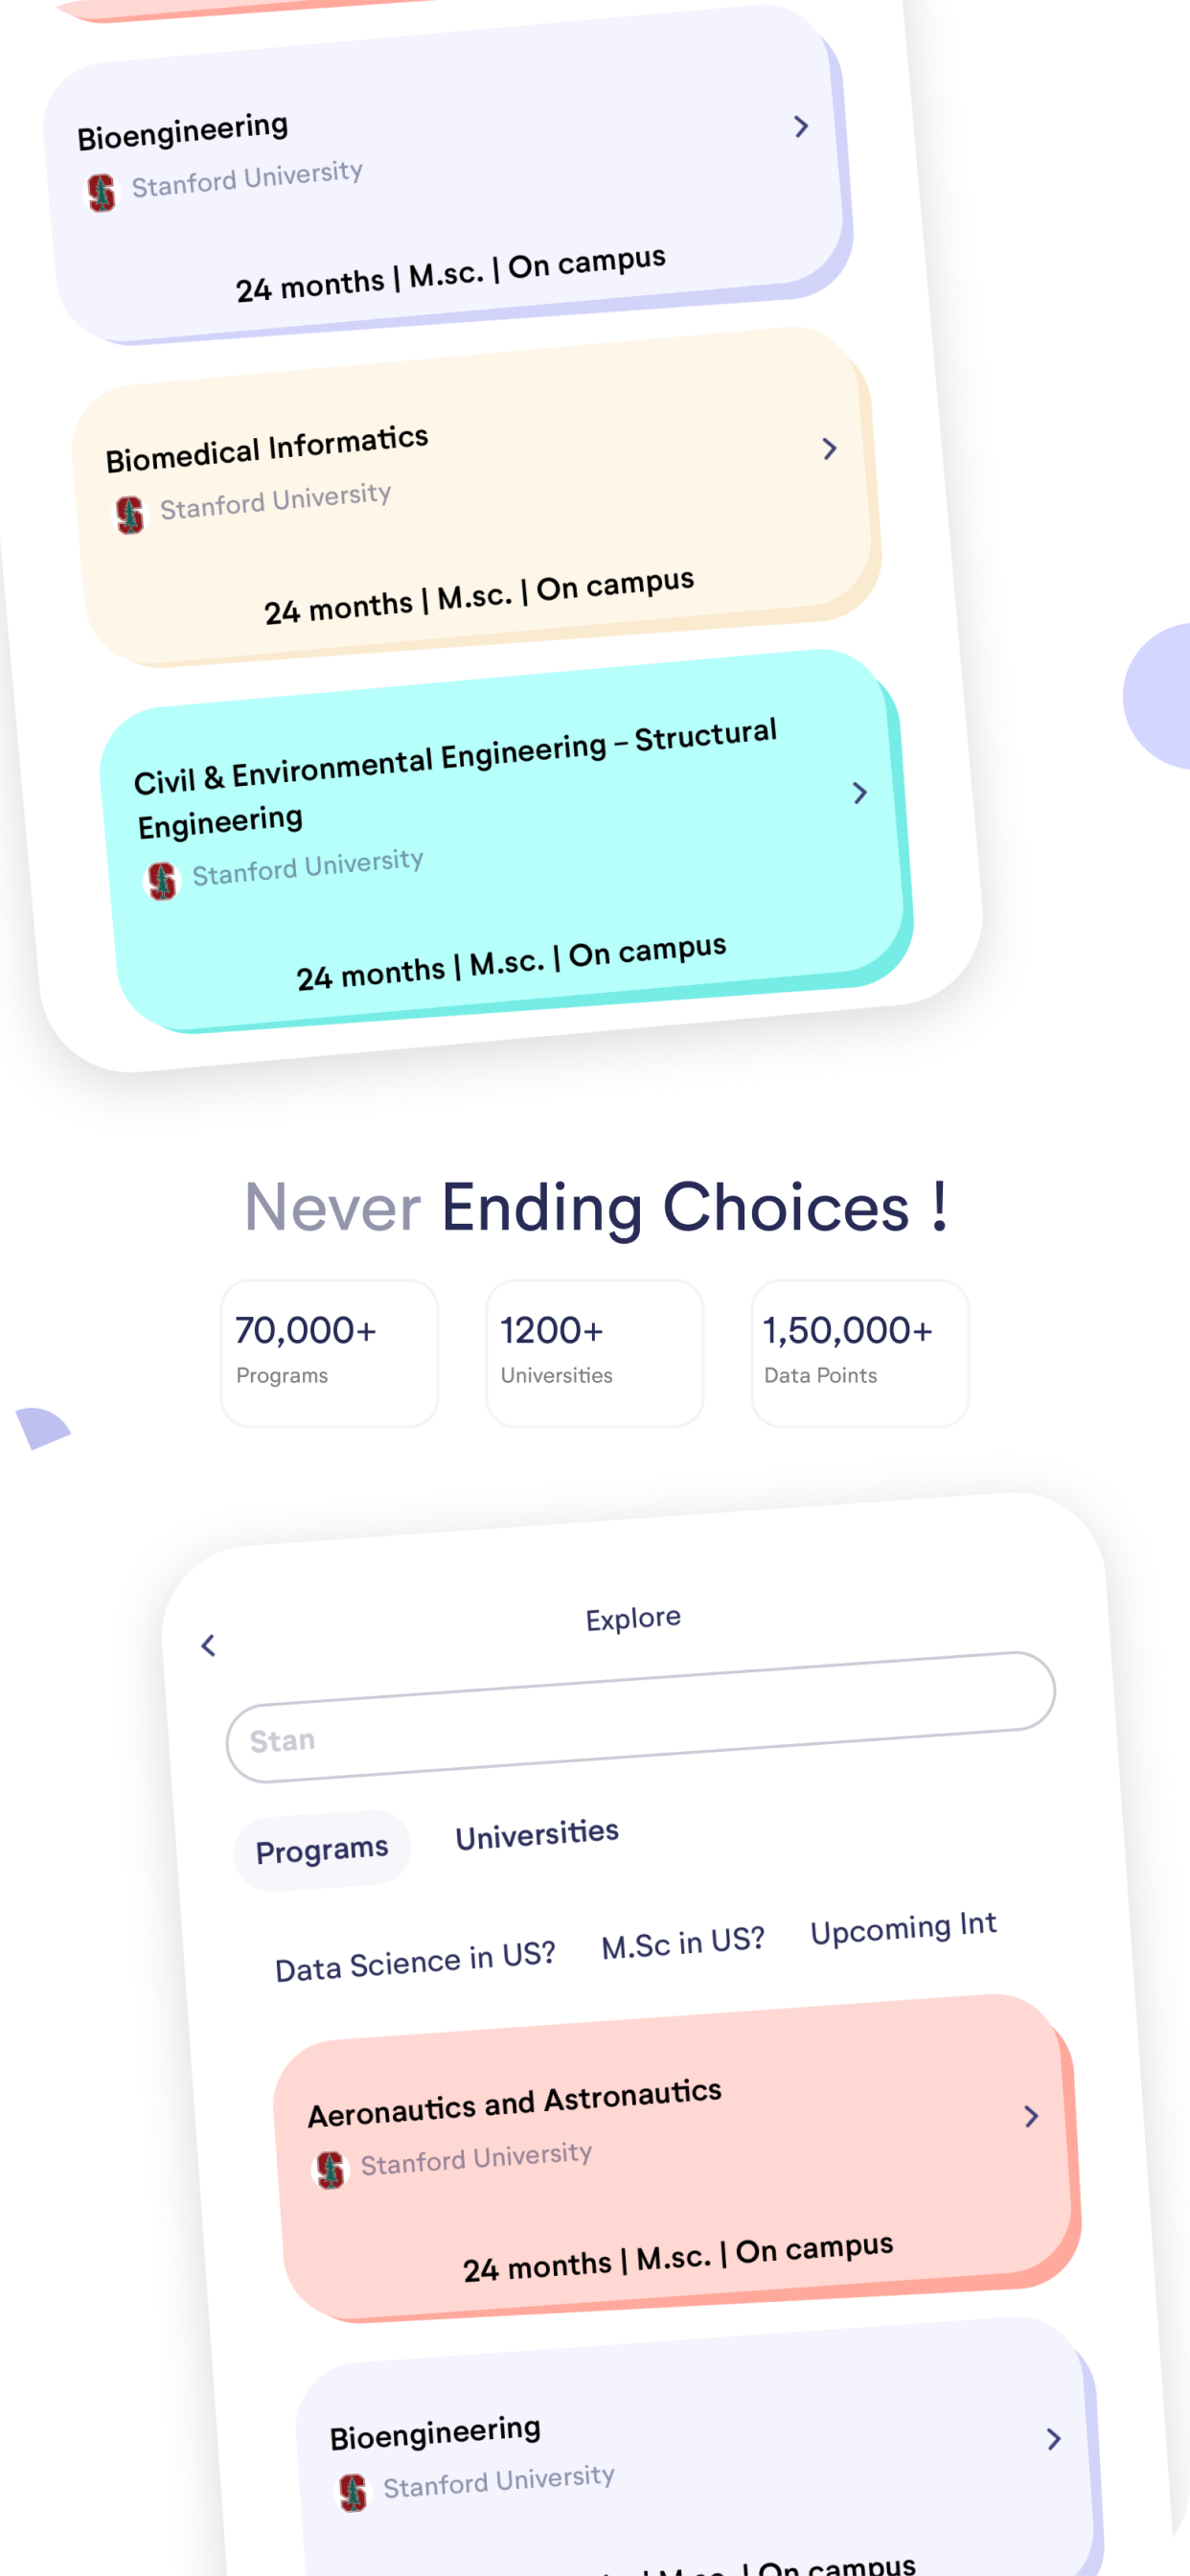 Bioengineering
Stanford University
24 months | M.sc. | On campus
Biomedical Informatics
Stanford University
24 months | M.sc. | On campus
Civil & Environmental Engineering – Structural
Engineering
Stanford University
24 months | M.sc. | On campus
Never Ending Choices !
70,000+ 1200+ 1,50,000+
Programs Universities Data Points
Explore
Stan
Programs Universities
Data Science in US? M.Sc in US? Upcoming Int
Aeronautics and Astronautics
Stanford University
24 months | M.sc. | On campus
Bioengineering
Stanford University
| M.sc. | On campus